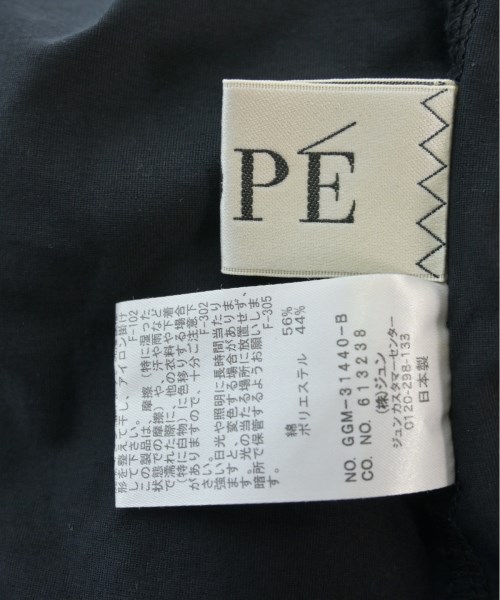 PÉ
形を整えて干し、アイロン掛け
して下さい。 F-102
この製品は、摩擦(特に湿った
状態での摩擦)や、汗や雨など
で濡れた際に、他の衣料や下着
(特に白物)に色移りする場合
がありますので、十分ご注意下
さい。 F-302
強い日光や照明に長時間当たり
ますと、変色する場合がありま
す。光の当たる場所に放置せず、
暗所で保管するようお願いしま
す。 F-305
綿 56%
ポリエステル 44%
NO. GGM-31440-B
CO. NO. 613238
(株)ジュン
ジュンカスタマーセンター
0120-298-133
日本製